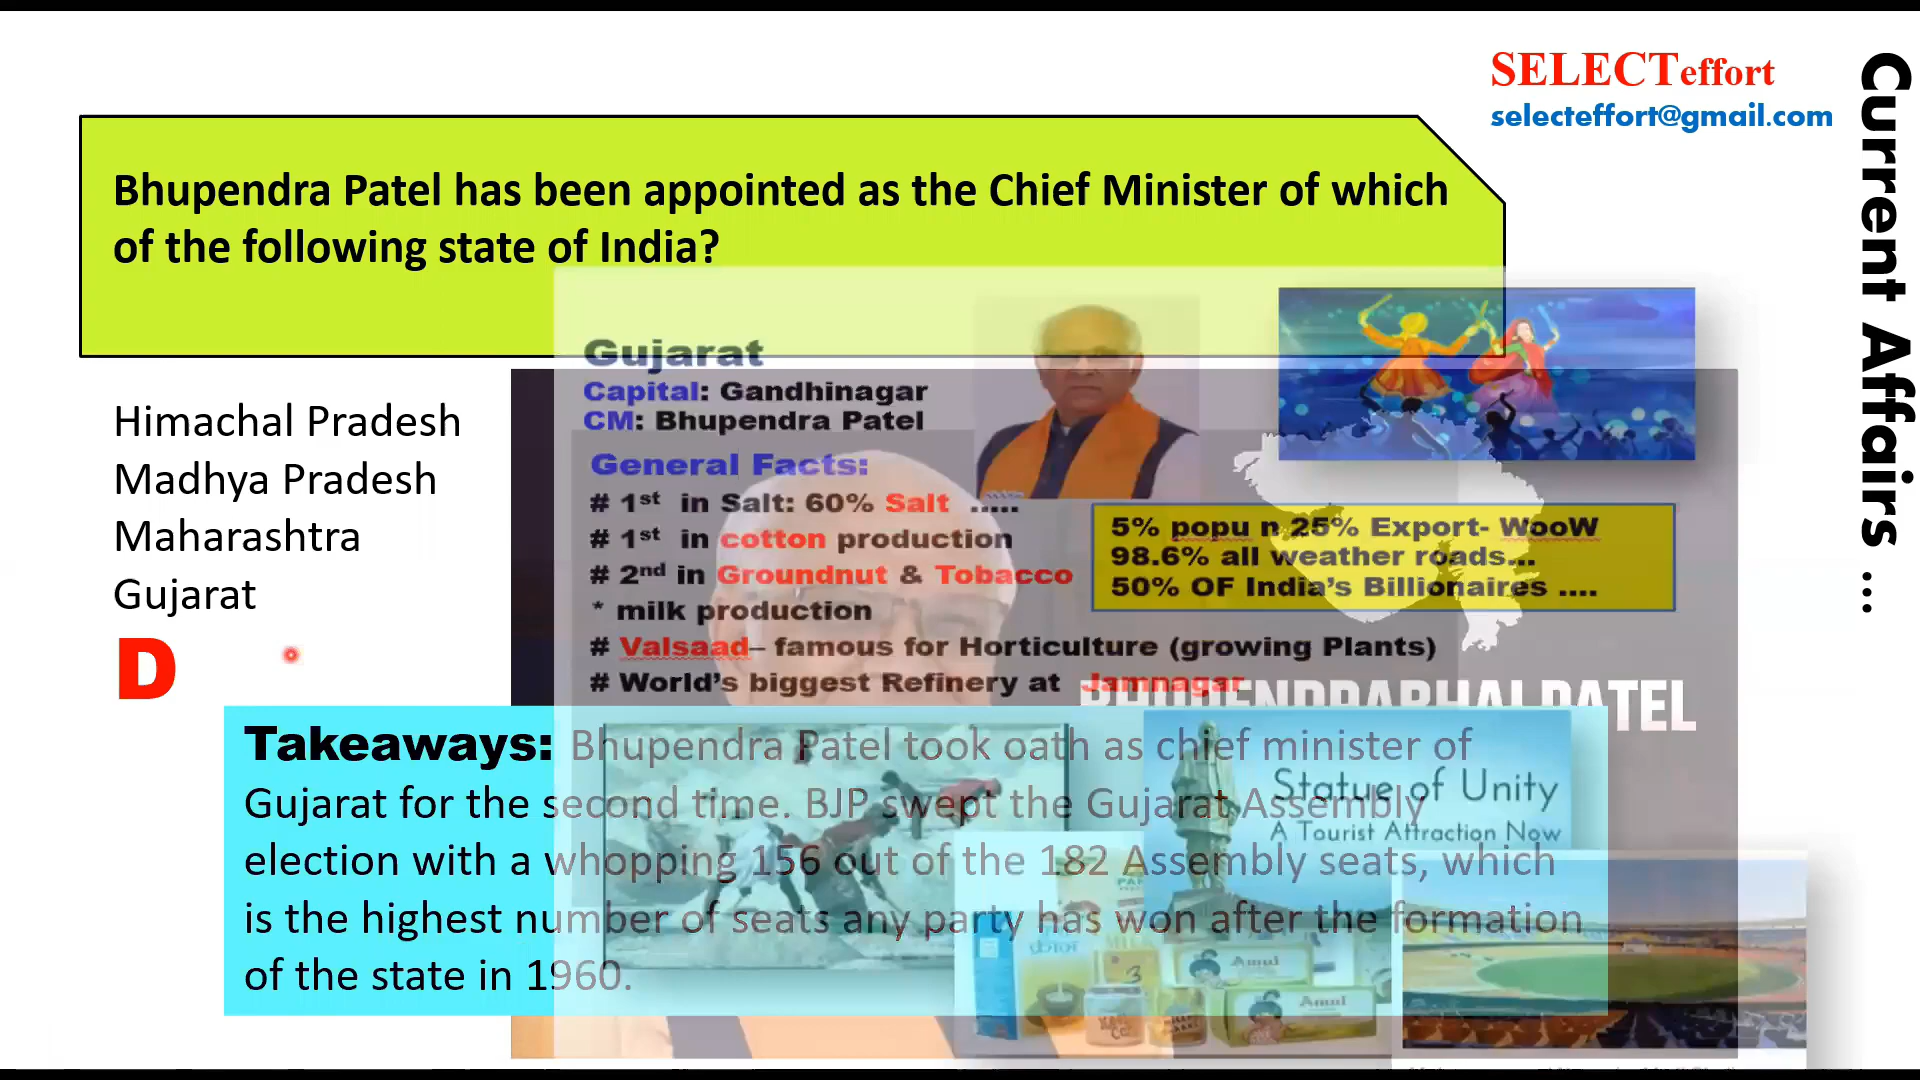 SELECTeffort
selecteffort@gmail.com
Current Affairs ...
Bhupendra Patel has been appointed as the Chief Minister of which
of the following state of India?
Himachal Pradesh
Madhya Pradesh
Maharashtra
Gujarat
D
Gujarat
Capital: Gandhinagar
CM: Bhupendra Patel
General Facts:
# 1st in Salt: 60% Salt .....
# 1st in cotton production
# 2nd in Groundnut & Tobacco
* milk production
# Valsaad– famous for Horticulture (growing Plants)
# World's biggest Refinery at Jamnagar
5% popu n 25% Export- WooW
98.6% all weather roads...
50% OF India's Billionaires ....
BHUPENDRABHAI PATEL
Takeaways: Bhupendra Patel took oath as chief minister of
Gujarat for the second time. BJP swept the Gujarat Assembly
election with a whopping 156 out of the 182 Assembly seats, which
is the highest number of seats any party has won after the formation
of the state in 1960.
Statue of Unity
A Tourist Attraction Now
Amul
Amul